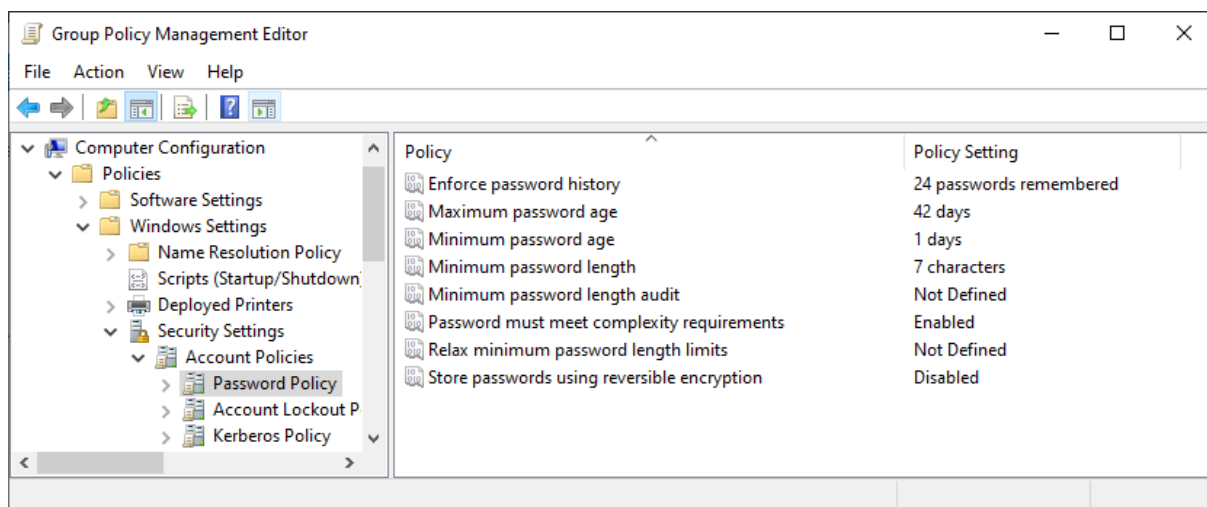 Group Policy Management Editor
File Action View Help
Computer Configuration
Policies
Software Settings
Windows Settings
Name Resolution Policy
Scripts (Startup/Shutdown)
Deployed Printers
Security Settings
Account Policies
Password Policy
Account Lockout P
Kerberos Policy
Policy Policy Setting
Enforce password history 24 passwords remembered
Maximum password age 42 days
Minimum password age 1 days
Minimum password length 7 characters
Minimum password length audit Not Defined
Password must meet complexity requirements Enabled
Relax minimum password length limits Not Defined
Store passwords using reversible encryption Disabled